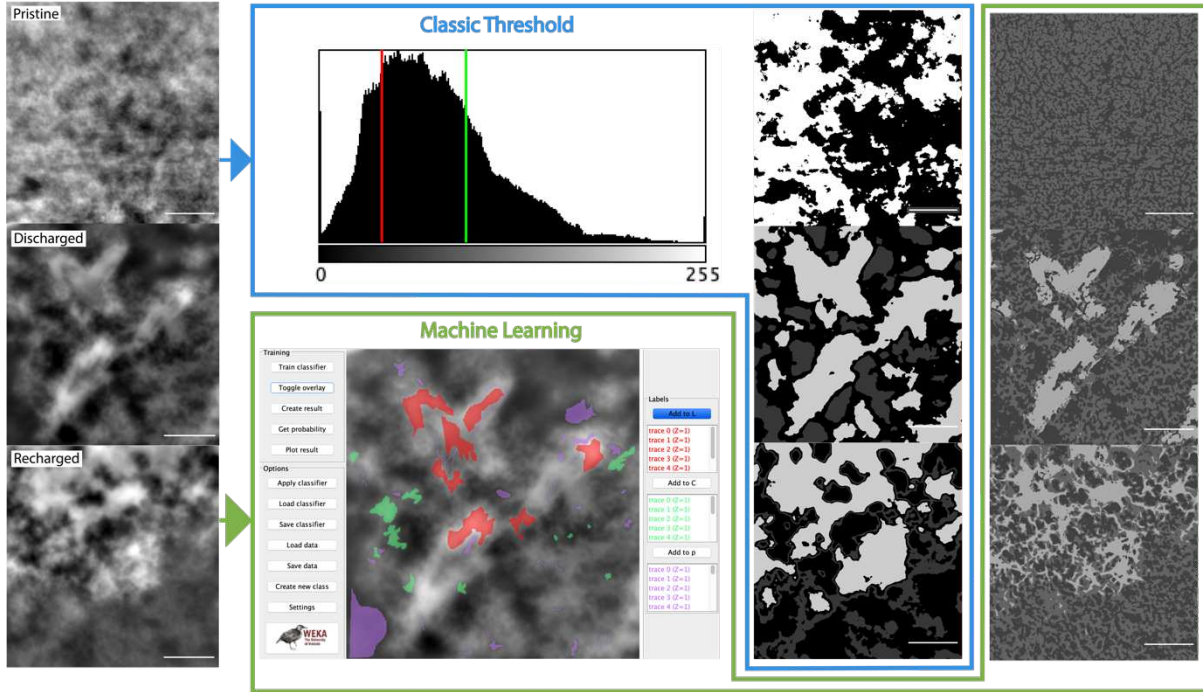 Pristine
Classic Threshold
0
255
Discharged
Machine Learning
Training
Train classifier
Toggle overlay
Create result
Get probability
Plot result
Options
Apply classifier
Load classifier
Save classifier
Load data
Save data
Create new class
Settings
WEKA
The University
of Waikato
Labels
Add to L
trace 0 (Z=1)
trace 1 (Z=1)
trace 2 (Z=1)
trace 3 (Z=1)
trace 4 (Z=1)
Add to C
trace 0 (Z=1)
trace 1 (Z=1)
trace 2 (Z=1)
trace 3 (Z=1)
trace 4 (Z=1)
Add to p
trace 0 (Z=1)
trace 1 (Z=1)
trace 2 (Z=1)
trace 3 (Z=1)
trace 4 (Z=1)
Recharged